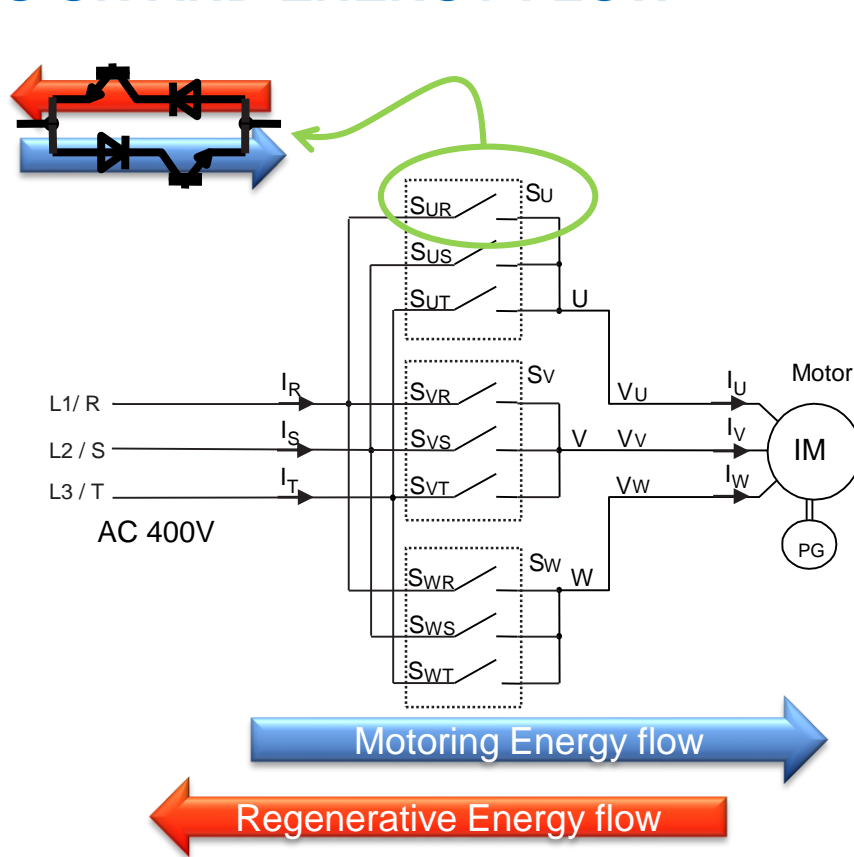 SUR
SU
SUS
SUT
U
SV
IR
L1/ R
SVR
VU
IU
Motor
IS
L2 / S
SVS
V
VV
IV
IM
IT
L3 / T
SVT
VW
IW
AC 400V
PG
SW
SWR
W
SWS
SWT
Motoring Energy flow
Regenerative Energy flow